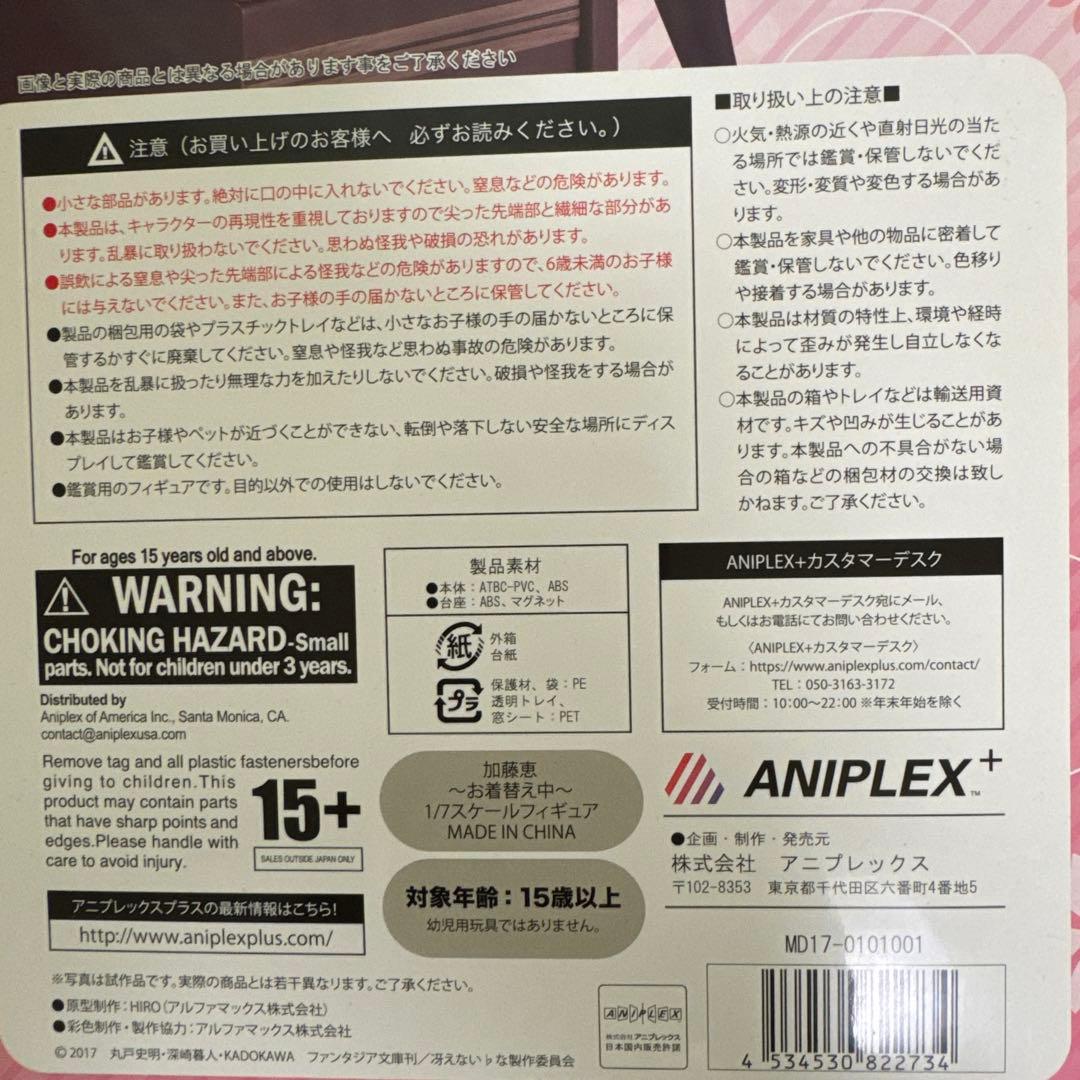 画像と実際の商品とは異なる場合があります事をご了承ください
注意（お買い上げのお客様へ　必ずお読みください。）
●小さな部品があります。絶対に口の中に入れないでください。窒息などの危険があります。
●本製品は、キャラクターの再現性を重視しておりますので尖った先端部と繊細な部分があ
ります。乱暴に取り扱わないでください。思わぬ怪我や破損の恐れがあります。
●誤飲による窒息や尖った先端部による怪我などの危険がありますので、6歳未満のお子様
には与えないでください。また、お子様の手の届かないところに保管してください。
●製品の梱包用の袋やプラスチックトレイなどは、小さなお子様の手の届かないところに保
管するかすぐに廃棄してください。窒息や怪我など思わぬ事故の危険があります。
●本製品を乱暴に扱ったり無理な力を加えたりしないでください。破損や怪我をする場合が
あります。
●本製品はお子様やペットが近づくことができない、転倒や落下しない安全な場所にディス
プレイして鑑賞してください。
●鑑賞用のフィギュアです。目的以外での使用はしないでください。
■取り扱い上の注意■
○火気・熱源の近くや直射日光の当た
る場所では鑑賞・保管しないでくだ
さい。変形・変質や変色する場合があ
ります。
○本製品を家具や他の物品に密着して
鑑賞・保管しないでください。色移り
や接着する場合があります。
○本製品は材質の特性上、環境や経時
によって歪みが発生し自立しなくな
ることがあります。
○本製品の箱やトレイなどは輸送用資
材です。キズや凹みが生じることがあ
ります。本製品への不具合がない場
合の箱などの梱包材の交換は致し
かねます。ご了承ください。
For ages 15 years old and above.
WARNING:
CHOKING HAZARD-Small
parts. Not for children under 3 years.
Distributed by
Aniplex of America Inc., Santa Monica, CA.
contact@aniplexusa.com
Remove tag and all plastic fastenersbefore
giving to children.This
product may contain parts
that have sharp points and
edges.Please handle with
care to avoid injury.
15+
SALES OUTSIDE JAPAN ONLY
アニプレックスプラスの最新情報はこちら!
http://www.aniplexplus.com/
製品素材
●本体：ATBC-PVC、ABS
●台座：ABS、マグネット
紙
外箱
台紙
プラ
保護材、袋：PE
透明トレイ、
窓シート：PET
加藤恵
～お着替え中～
1/7スケールフィギュア
MADE IN CHINA
対象年齢：15歳以上
幼児用玩具ではありません。
ANIPLEX+カスタマーデスク
ANIPLEX+カスタマーデスク宛にメール、
もしくはお電話にてお問い合わせください。
〈ANIPLEX+カスタマーデスク〉
フォーム：https://www.aniplexplus.com/contact/
TEL：050-3163-3172
受付時間：10:00～22:00 ※年末年始を除く
ANIPLEX+™
●企画・制作・発売元
株式会社　アニプレックス
〒102-8353　東京都千代田区六番町4番地5
MD17-0101001
4 534530 822734
※写真は試作品です。実際の商品とは若干異なります。ご了承ください。
●原型制作：HIRO（アルファマックス株式会社）
●彩色制作・製作協力：アルファマックス株式会社
© 2017　丸戸史明・深崎暮人・KADOKAWA　ファンタジア文庫刊／冴えない♭な製作委員会
ANIPLEX
株式会社アニプレックス
日本国内販売許諾